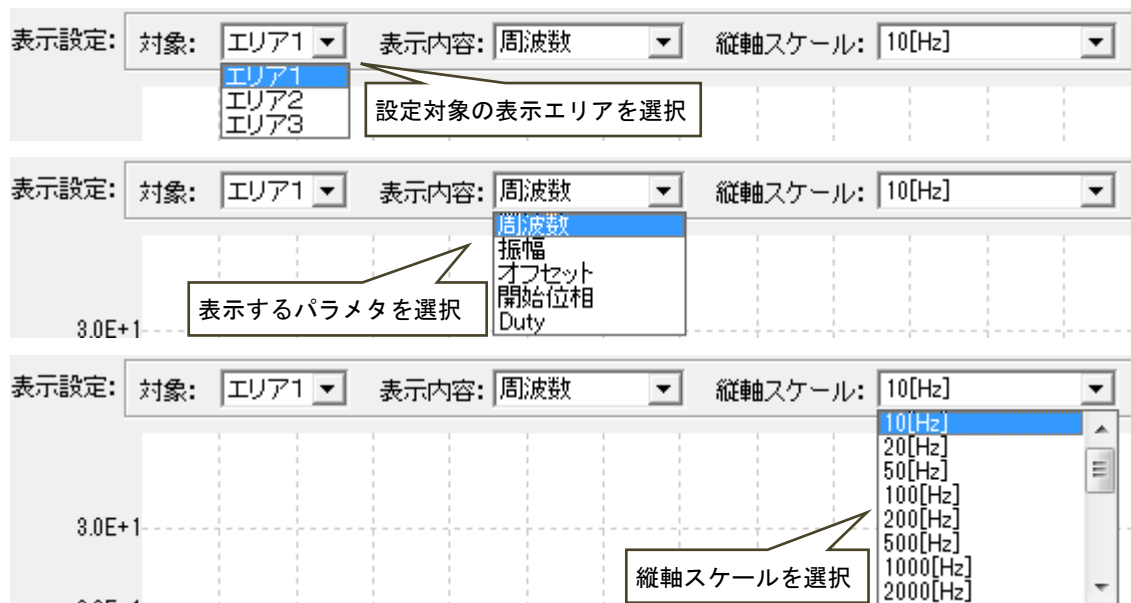 表示設定: 対象: エリア1 表示内容: 周波数 縦軸スケール: 10[Hz]
エリア1
エリア2
エリア3
設定対象の表示エリアを選択
表示設定: 対象: エリア1 表示内容: 周波数 縦軸スケール: 10[Hz]
周波数
振幅
オフセット
開始位相
Duty
表示するパラメタを選択
3.0E+1
表示設定: 対象: エリア1 表示内容: 周波数 縦軸スケール: 10[Hz]
10[Hz]
20[Hz]
50[Hz]
100[Hz]
200[Hz]
500[Hz]
1000[Hz]
2000[Hz]
3.0E+1
縦軸スケールを選択